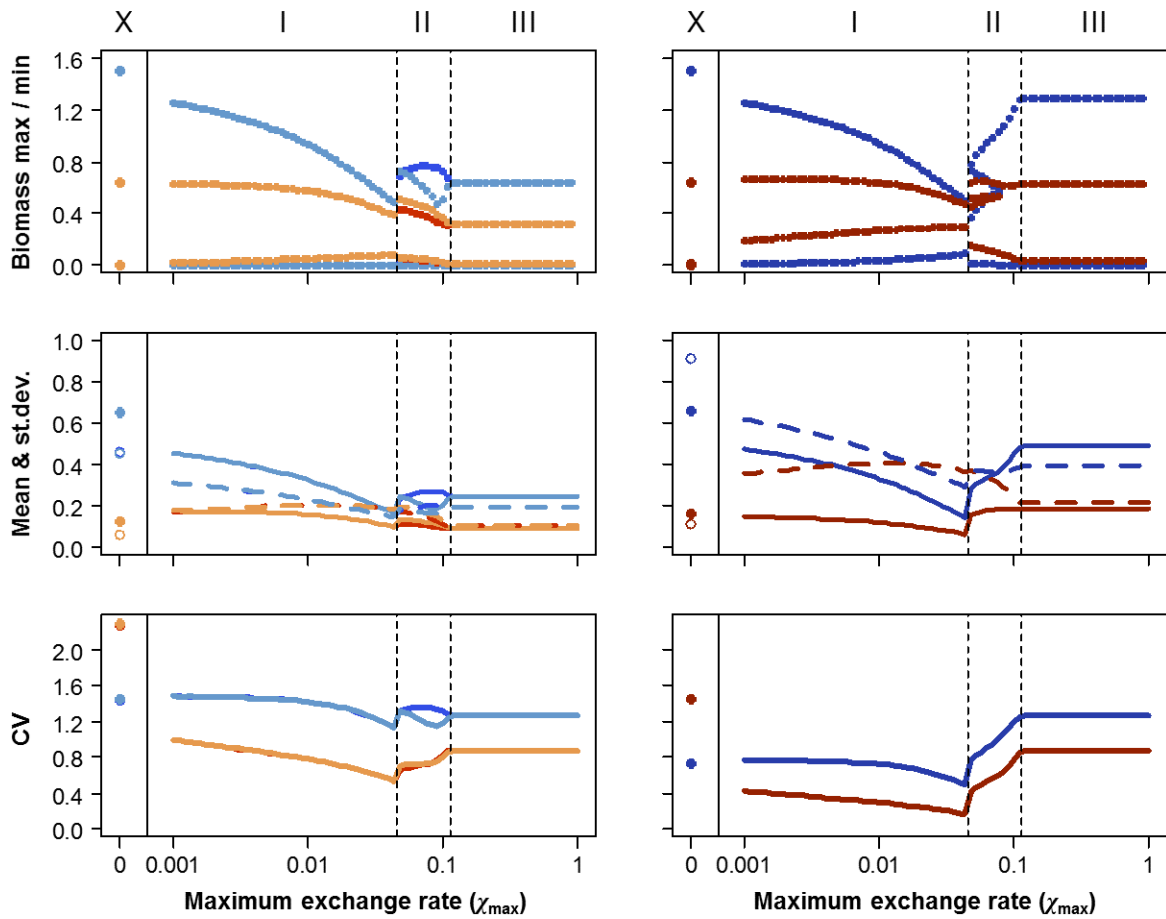 X I II III X I II III
Biomass max / min
1.6
1.2
0.8
0.4
0.0
Mean & st.dev.
1.0
0.8
0.6
0.4
0.2
0.0
CV
2.0
1.6
1.2
0.8
0.4
0.0
0 0.001 0.01 0.1 1 0 0.001 0.01 0.1 1
Maximum exchange rate (χmax) Maximum exchange rate (χmax)